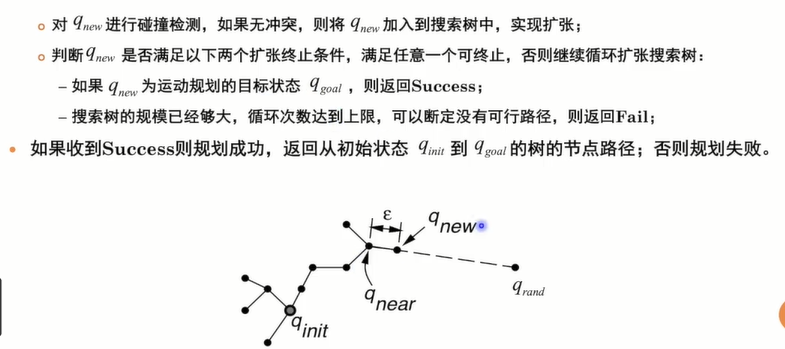 对 q_new 进行碰撞检测，如果无冲突，则将 q_new 加入到搜索树中，实现扩张；
判断 q_new 是否满足以下两个扩张终止条件，满足任意一个可终止，否则继续循环扩张搜索树：
– 如果 q_new 为运动规划的目标状态 q_goal ，则返回Success；
– 搜索树的规模已经够大，循环次数达到上限，可以断定没有可行路径，则返回Fail；
如果收到Success则规划成功，返回从初始状态 q_init 到 q_goal 的树的节点路径；否则规划失败。
ε
q_new
q_rand
q_near
q_init